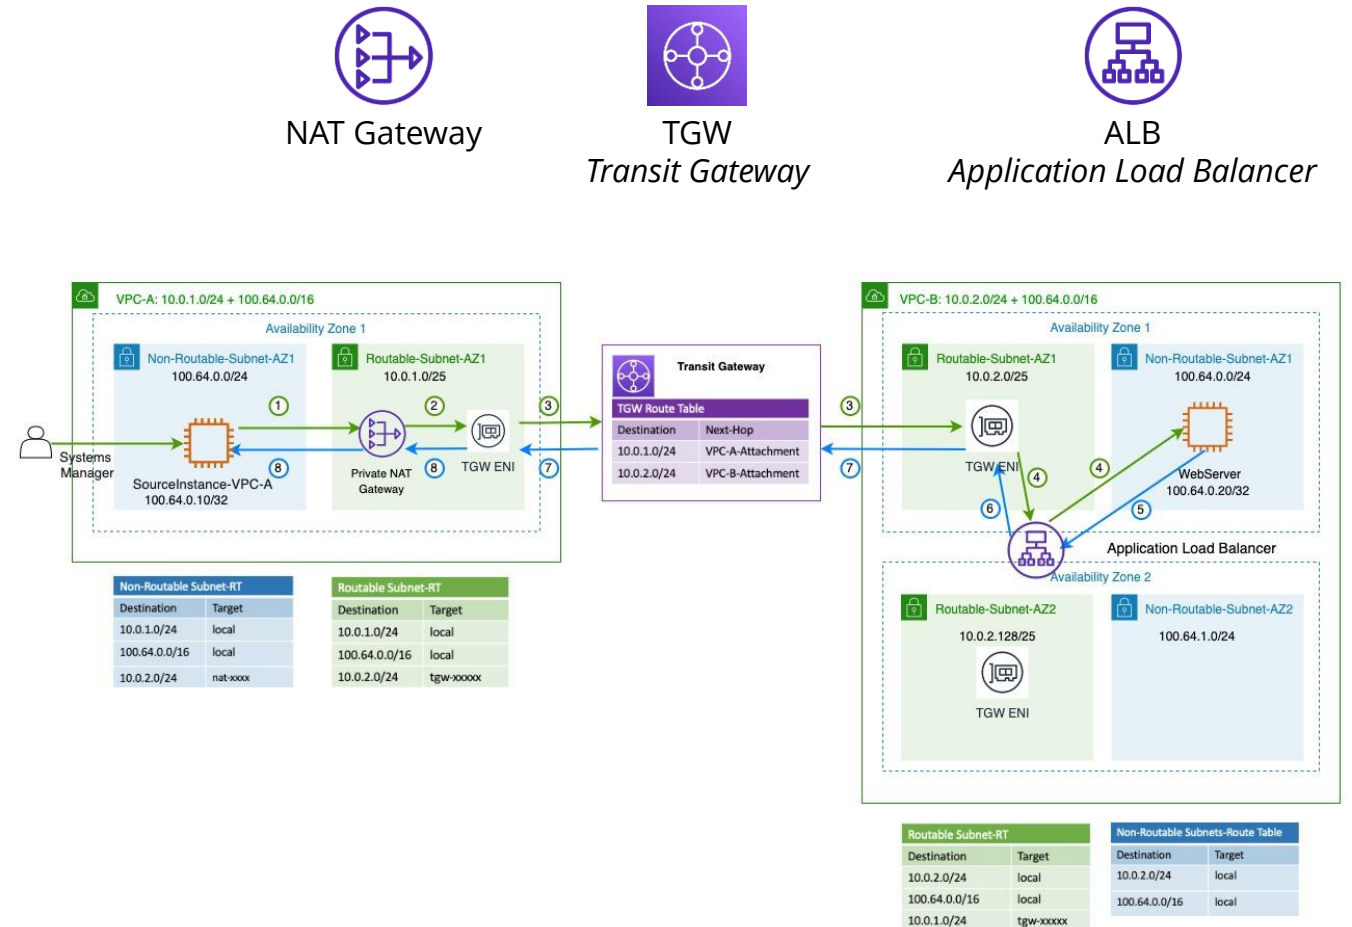 NAT Gateway
TGW
Transit Gateway
ALB
Application Load Balancer
VPC-A: 10.0.1.0/24 + 100.64.0.0/16
Availability Zone 1
Non-Routable-Subnet-AZ1
100.64.0.0/24
Routable-Subnet-AZ1
10.0.1.0/25
1
2
3
Systems
Manager
8
8
7
SourceInstance-VPC-A
100.64.0.10/32
Private NAT
Gateway
TGW ENI
Non-Routable Subnet-RT
Destination Target
10.0.1.0/24 local
100.64.0.0/16 local
10.0.2.0/24 nat-xxxx
Routable Subnet-RT
Destination Target
10.0.1.0/24 local
100.64.0.0/16 local
10.0.2.0/24 tgw-xxxxx
Transit Gateway
TGW Route Table
Destination Next-Hop
10.0.1.0/24 VPC-A-Attachment
10.0.2.0/24 VPC-B-Attachment
3
7
VPC-B: 10.0.2.0/24 + 100.64.0.0/16
Availability Zone 1
Routable-Subnet-AZ1
10.0.2.0/25
Non-Routable-Subnet-AZ1
100.64.0.0/24
TGW ENI
4
4
WebServer
100.64.0.20/32
6
5
Application Load Balancer
Availability Zone 2
Routable-Subnet-AZ2
10.0.2.128/25
TGW ENI
Non-Routable-Subnet-AZ2
100.64.1.0/24
Routable Subnet-RT
Destination Target
10.0.2.0/24 local
100.64.0.0/16 local
10.0.1.0/24 tgw-xxxxx
Non-Routable Subnets-Route Table
Destination Target
10.0.2.0/24 local
100.64.0.0/16 local